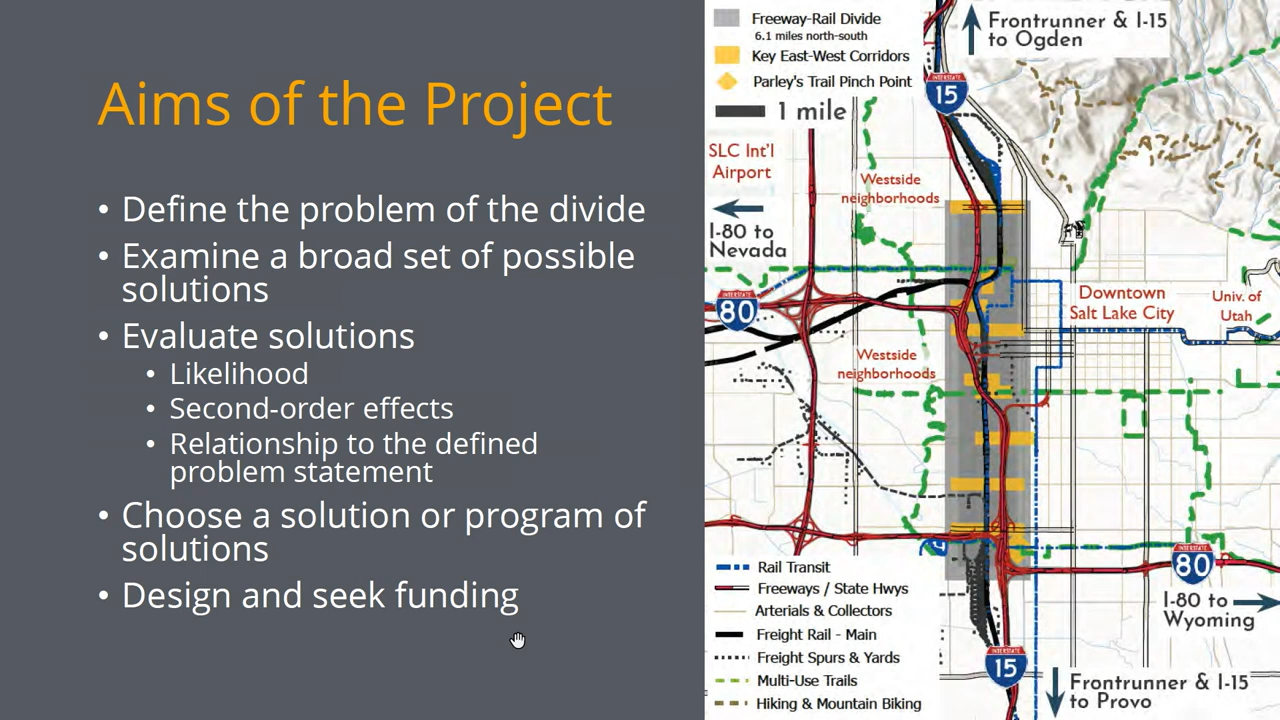 Aims of the Project
• Define the problem of the divide
• Examine a broad set of possible
solutions
• Evaluate solutions
• Likelihood
• Second-order effects
• Relationship to the defined
problem statement
• Choose a solution or program of
solutions
• Design and seek funding
Freeway-Rail Divide
6.1 miles north-south
Key East-West Corridors
Parley's Trail Pinch Point
1 mile
Frontrunner & I-15
to Ogden
INTERSTATE
15
SLC Int'l
Airport
Westside
neighborhoods
I-80 to
Nevada
INTERSTATE
80
Downtown
Salt Lake City
Univ. of
Utah
Westside
neighborhoods
INTERSTATE
80
I-80 to
Wyoming
Rail Transit
Freeways / State Hwys
Arterials & Collectors
Freight Rail - Main
Freight Spurs & Yards
Multi-Use Trails
Hiking & Mountain Biking
INTERSTATE
15
Frontrunner & I-15
to Provo